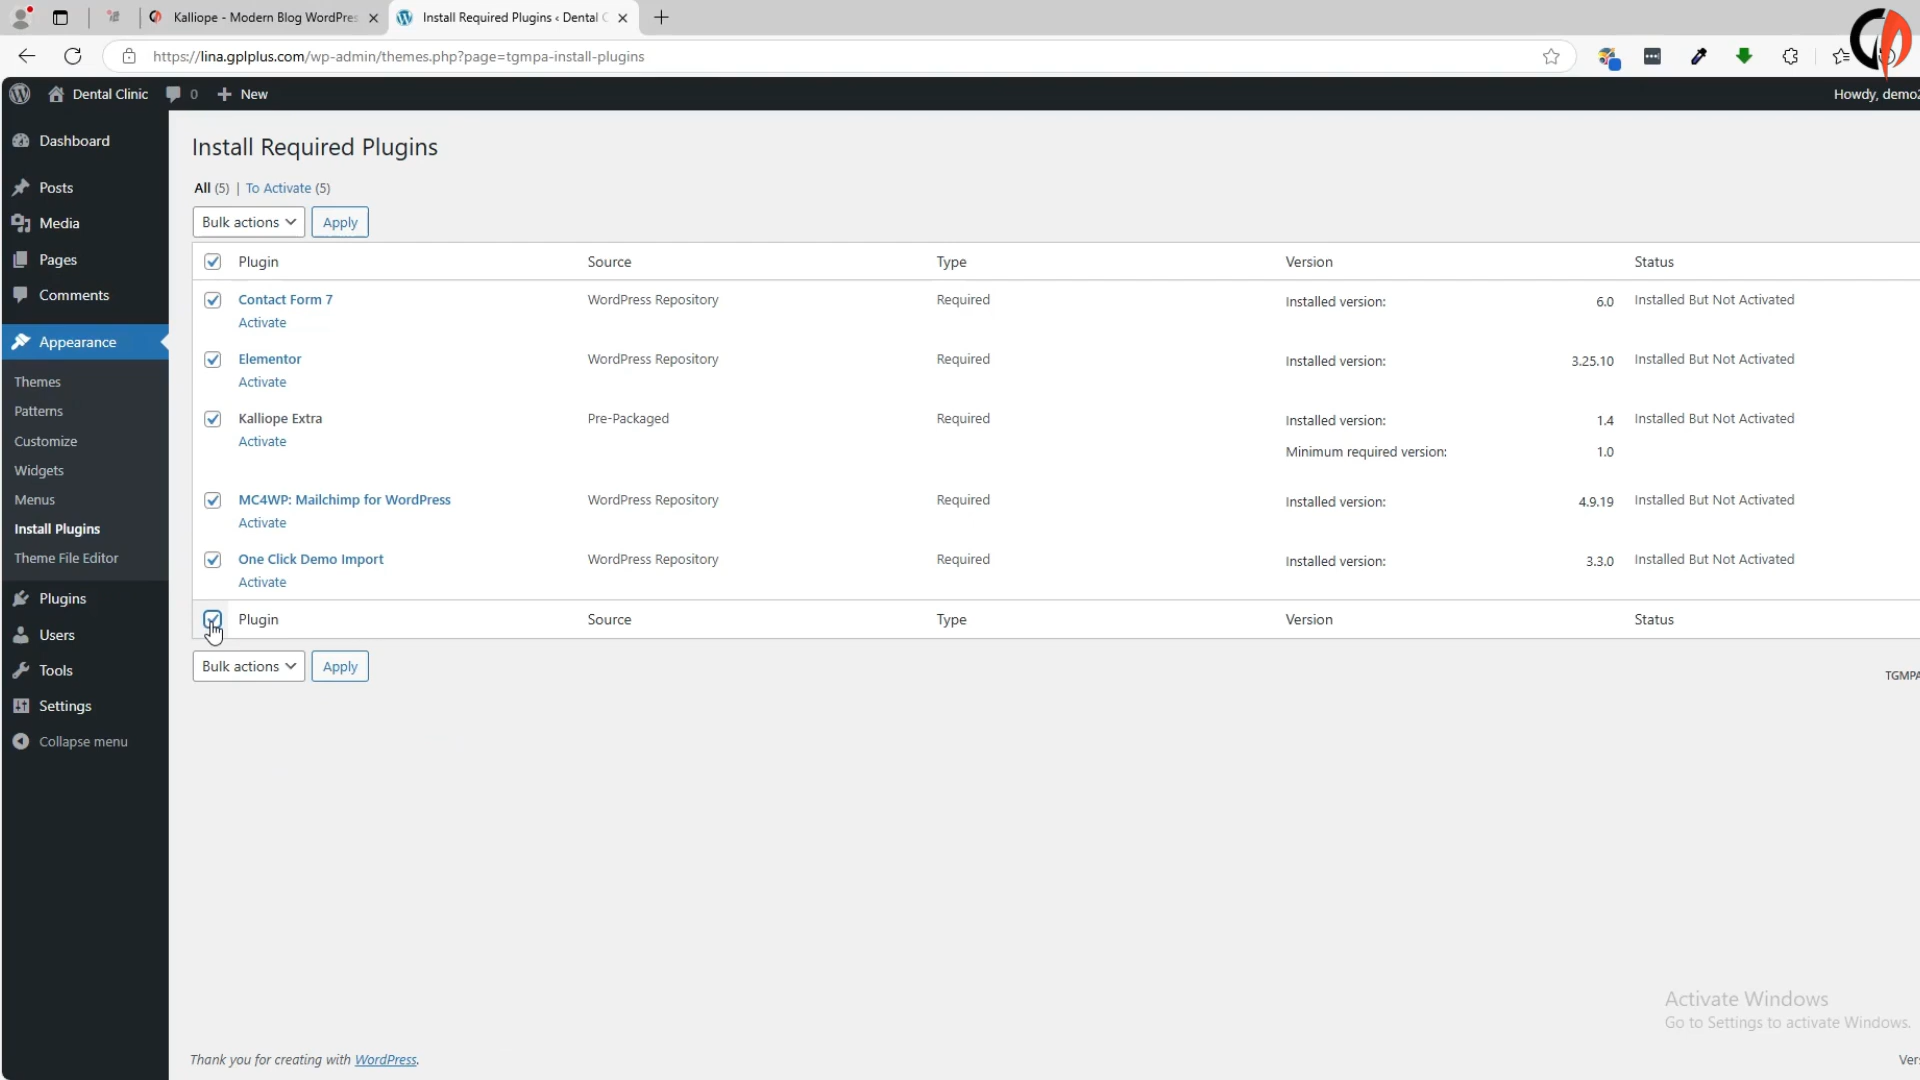 Kalliope - Modern Blog WordPres
Install Required Plugins ‹ Dental C
https://lina.gplplus.com/wp-admin/themes.php?page=tgmpa-install-plugins
Dental Clinic
0
New
Howdy, demo2
Dashboard
Posts
Media
Pages
Comments
Appearance
Themes
Patterns
Customize
Widgets
Menus
Install Plugins
Theme File Editor
Plugins
Users
Tools
Settings
Collapse menu
Install Required Plugins
All (5) | To Activate (5)
Bulk actions Apply
Plugin Source Type Version Status
Contact Form 7 WordPress Repository Required Installed version: 6.0 Installed But Not Activated
Activate
Elementor WordPress Repository Required Installed version: 3.25.10 Installed But Not Activated
Activate
Kalliope Extra Pre-Packaged Required Installed version: 1.4 Installed But Not Activated
Activate
Minimum required version: 1.0
MC4WP: Mailchimp for WordPress WordPress Repository Required Installed version: 4.9.19 Installed But Not Activated
Activate
One Click Demo Import WordPress Repository Required Installed version: 3.3.0 Installed But Not Activated
Activate
Plugin Source Type Version Status
Bulk actions Apply
TGMPA
Activate Windows
Go to Settings to activate Windows.
Thank you for creating with WordPress.
Ver